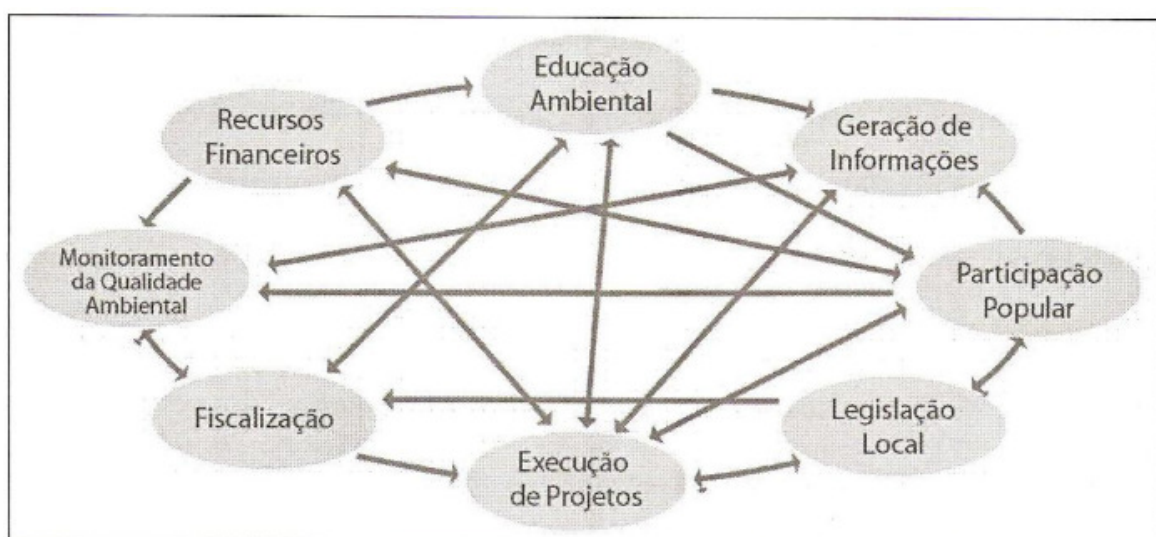 Educação
Ambiental
Recursos
Financeiros
Geração de
Informações
Monitoramento
da Qualidade
Ambiental
Participação
Popular
Fiscalização
Legislação
Local
Execução
de Projetos